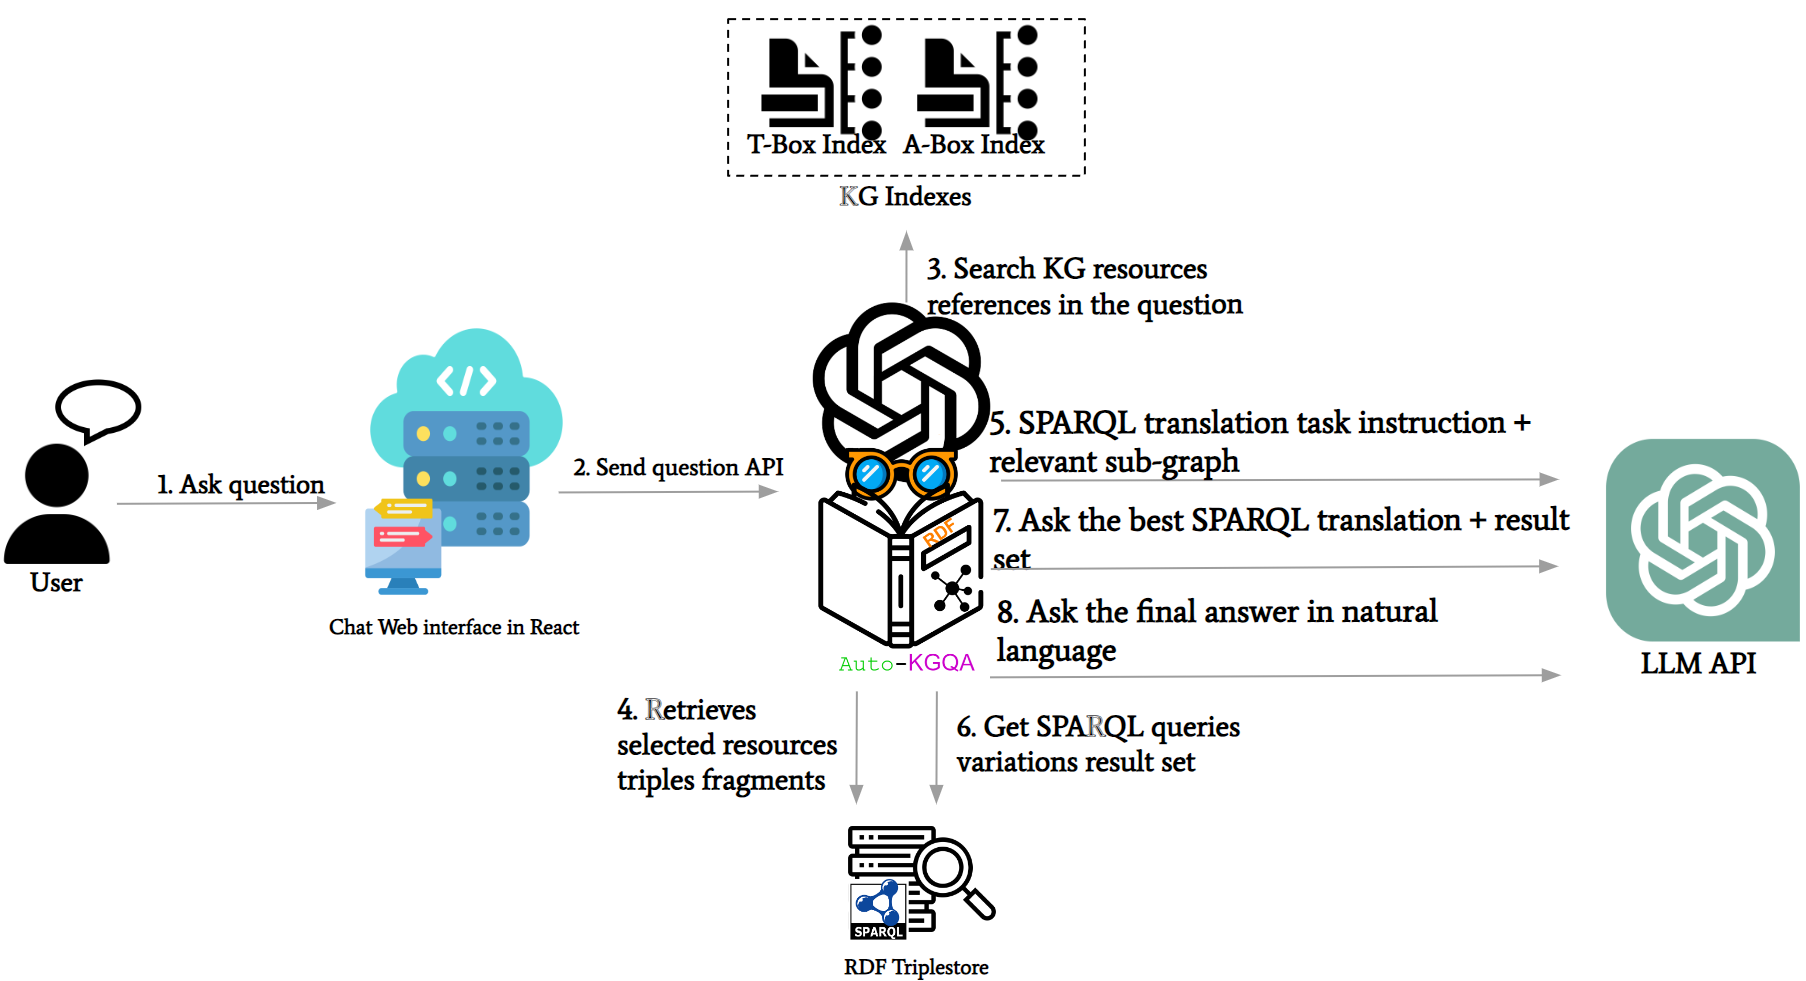 T-Box Index
A-Box Index
KG Indexes
3. Search KG resources
references in the question
1. Ask question
User
Chat Web interface in React
2. Send question API
5. SPARQL translation task instruction +
relevant sub-graph
7. Ask the best SPARQL translation + result
set
8. Ask the final answer in natural
language
LLM API
RDF
Auto-KGQA
4. Retrieves
selected resources
triples fragments
6. Get SPARQL queries
variations result set
SPARQL
RDF Triplestore